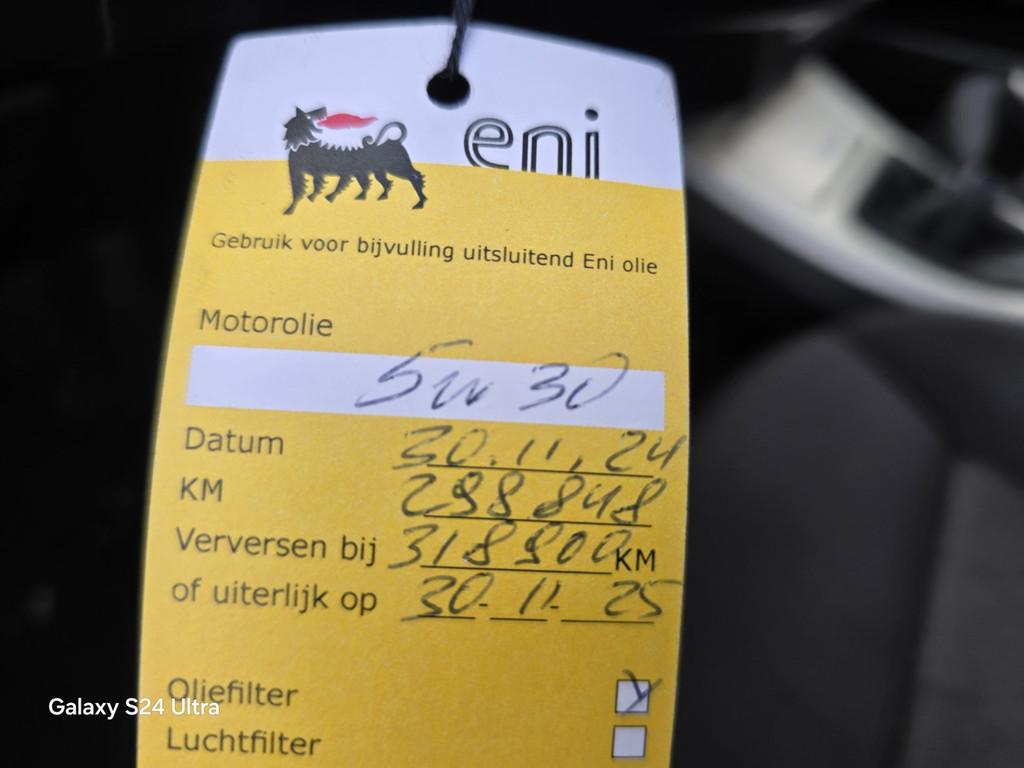 eni
Gebruik voor bijvulling uitsluitend Eni olie
Motorolie
5w 30
Datum 30.11.24
KM 298848
Verversen bij 318800 KM
of uiterlijk op 30-11-25
Oliefilter
Luchtfilter
Galaxy S24 Ultra